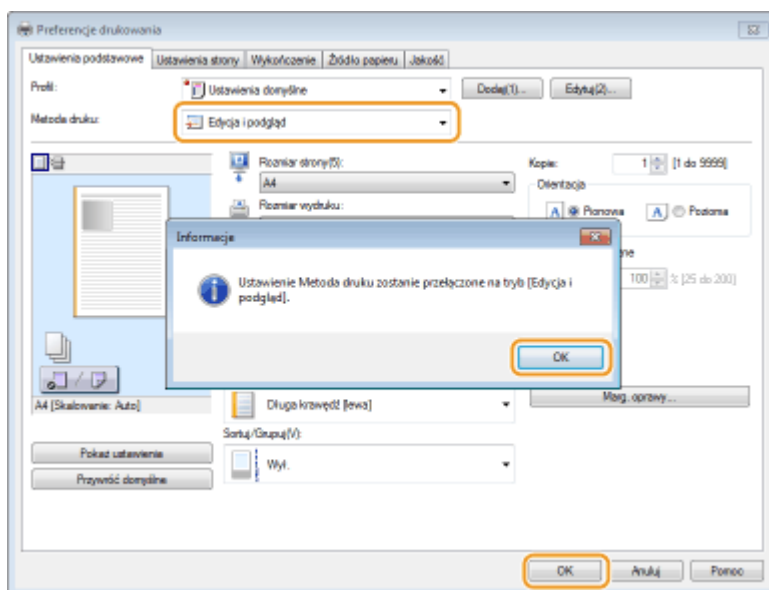 Preferencje drukowania
Ustawienia podstawowe Ustawienia strony Wykończenie Źródło papieru Jakość
Profil: Ustawienia domyślne Dodaj(1)... Edytuj(2)...
Metoda druku: Edycja i podgląd
Rozmiar strony(5): Kopie: 1 [1 do 9999]
A4 Orientacja
Rozmiar wydruku: A Pionowa A Pozioma
Informacje
ne
Ustawienie Metoda druku zostanie przełączone na tryb [Edycja i
podgląd].
100 % [25 do 200]
OK
A4 [Skalowanie: Auto] Długa krawędź [lewa] Marg. oprawy...
Sortuj/Grupuj(V):
Pokaż ustawienie Wył.
Przywróć domyślne
OK Anuluj Pomoc